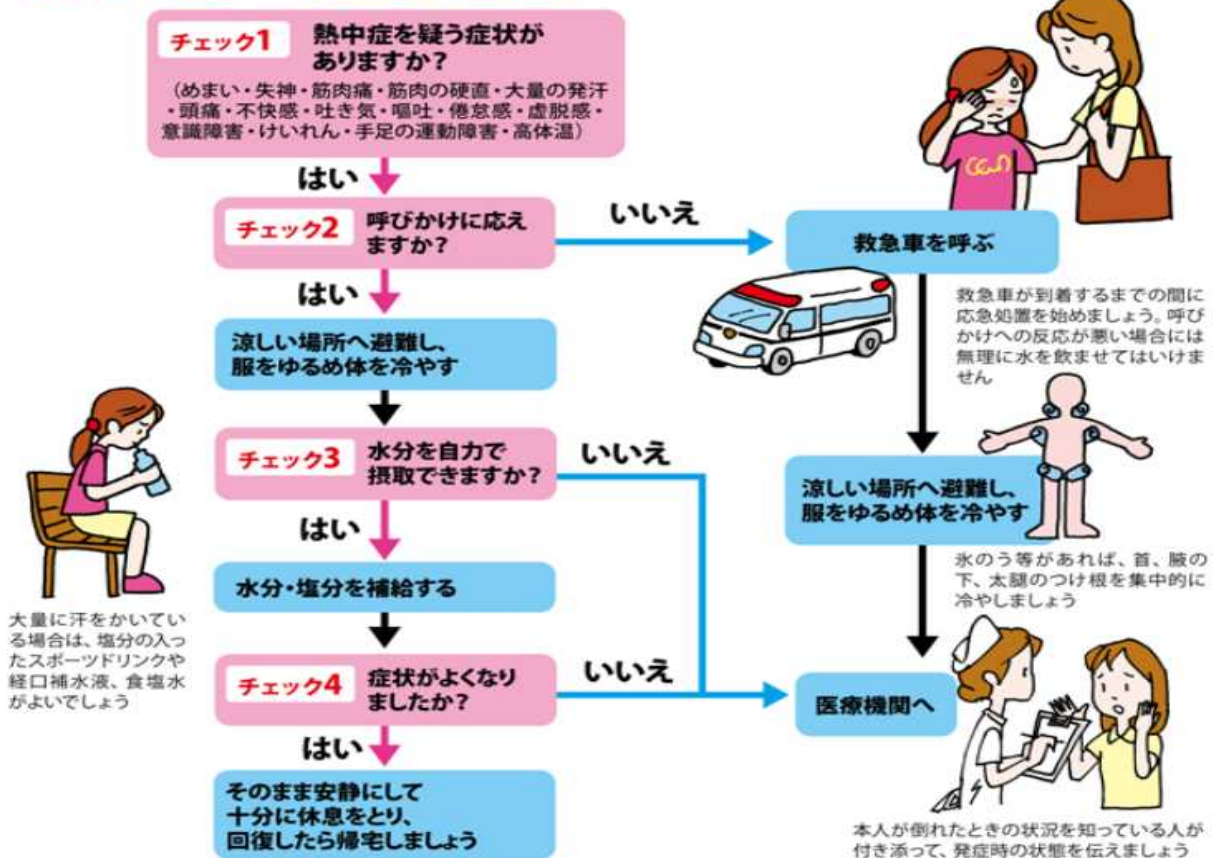 チェック1
熱中症を疑う症状が
ありますか？
（めまい・失神・筋肉痛・筋肉の硬直・大量の発汗
・頭痛・不快感・吐き気・嘔吐・倦怠感・虚脱感・
意識障害・けいれん・手足の運動障害・高体温）
はい
チェック2
呼びかけに応え
ますか？
いいえ
救急車を呼ぶ
救急車が到着するまでの間に
応急処置を始めましょう。呼び
かけへの反応が悪い場合には
無理に水を飲ませてはいけま
せん
はい
涼しい場所へ避難し、
服をゆるめ体を冷やす
チェック3
水分を自力で
摂取できますか？
いいえ
涼しい場所へ避難し、
服をゆるめ体を冷やす
氷のう等があれば、首、腋の
下、太腿のつけ根を集中的に
冷やしましょう
はい
水分・塩分を補給する
大量に汗をかいてい
る場合は、塩分の入っ
たスポーツドリンクや
経口補水液、食塩水
がよいでしょう
チェック4
症状がよくなり
ましたか？
いいえ
医療機関へ
本人が倒れたときの状況を知っている人が
付き添って、発症時の状態を伝えましょう
はい
そのまま安静にして
十分に休息をとり、
回復したら帰宅しましょう